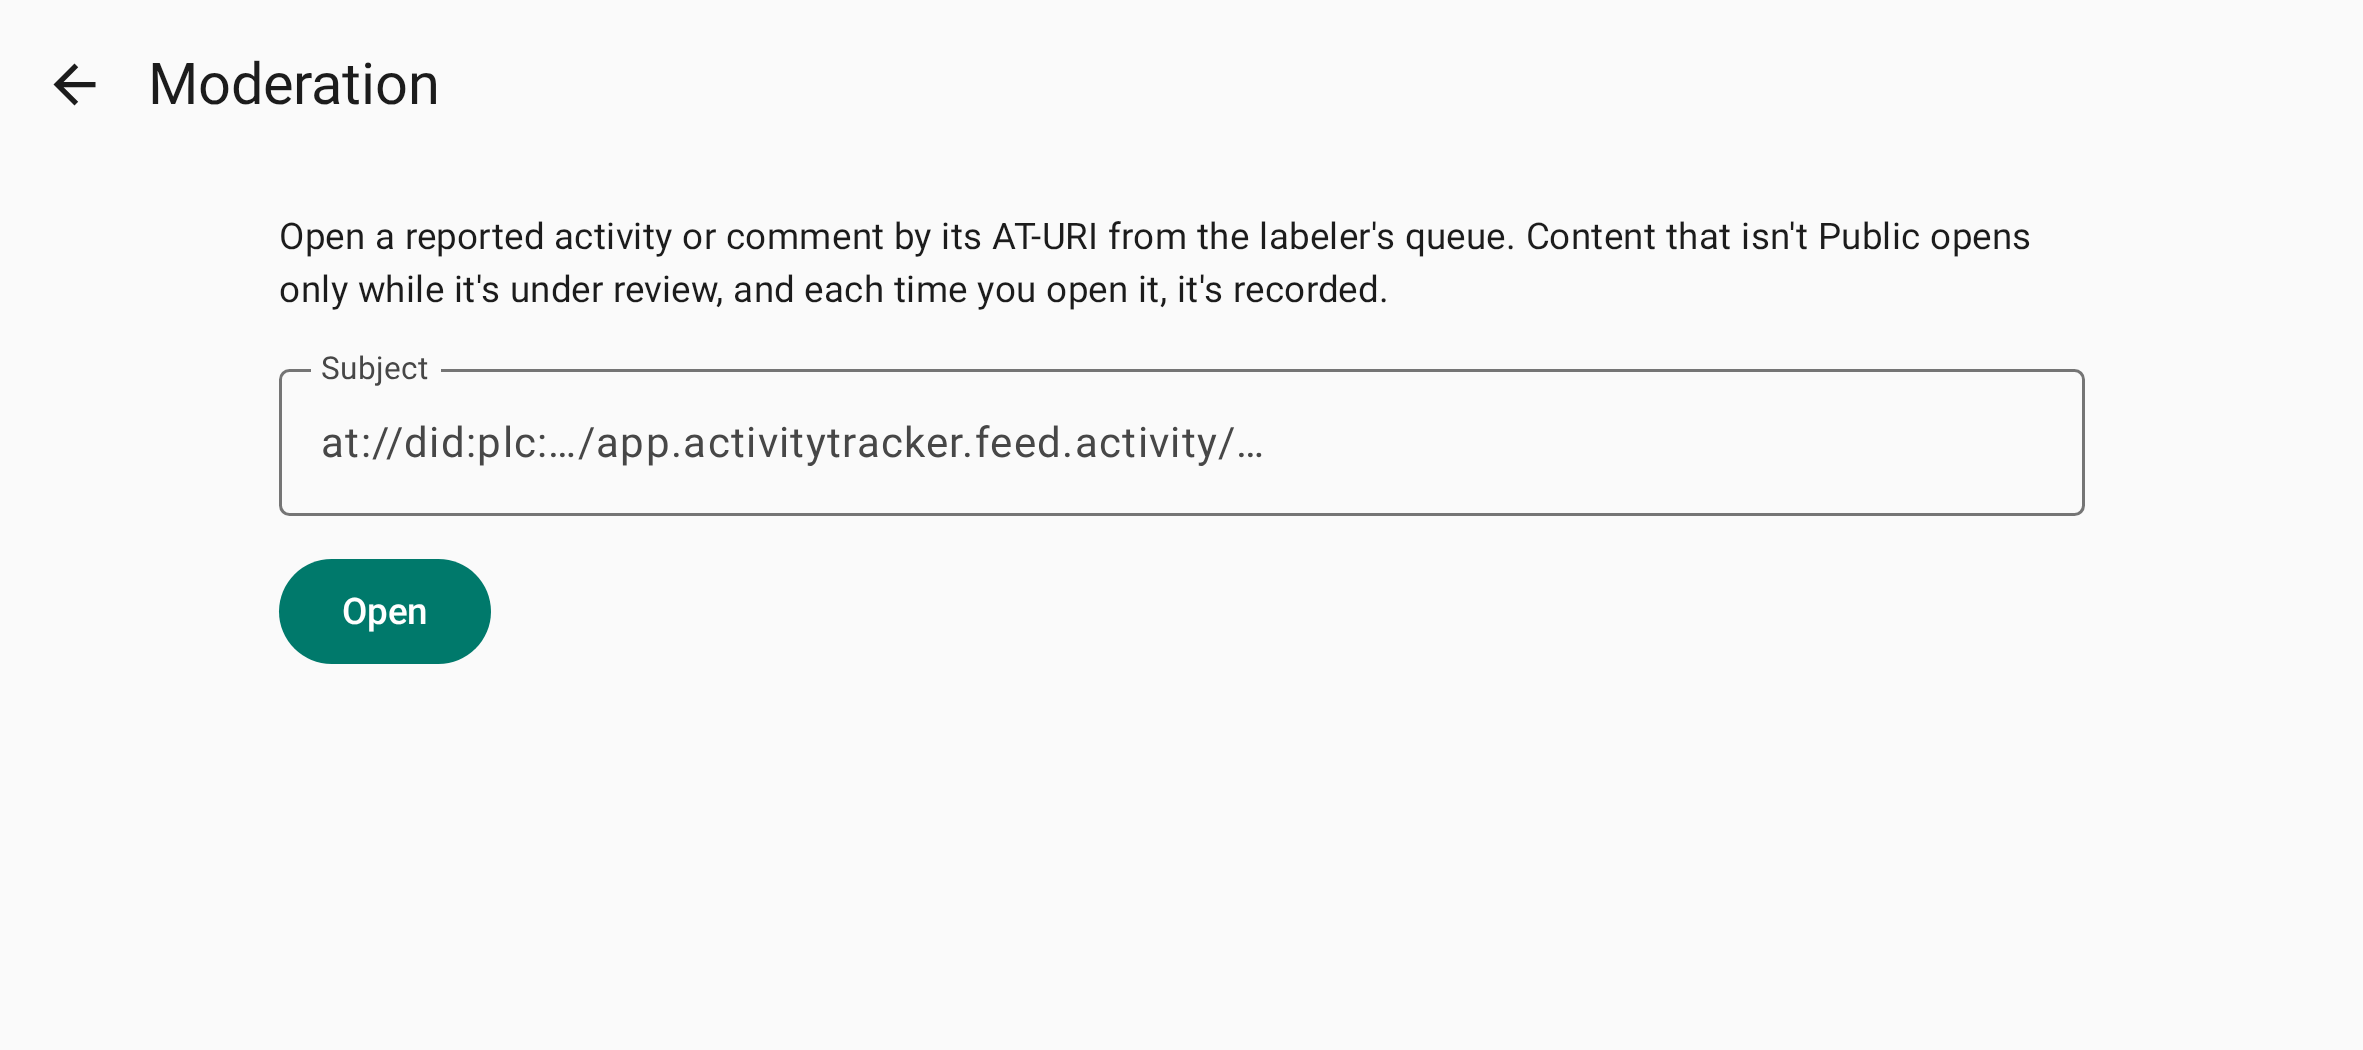 Moderation
Open a reported activity or comment by its AT-URI from the labeler's queue. Content that isn't Public opens
only while it's under review, and each time you open it, it's recorded.
Subject
at://did:plc:…/app.activitytracker.feed.activity/…
Open